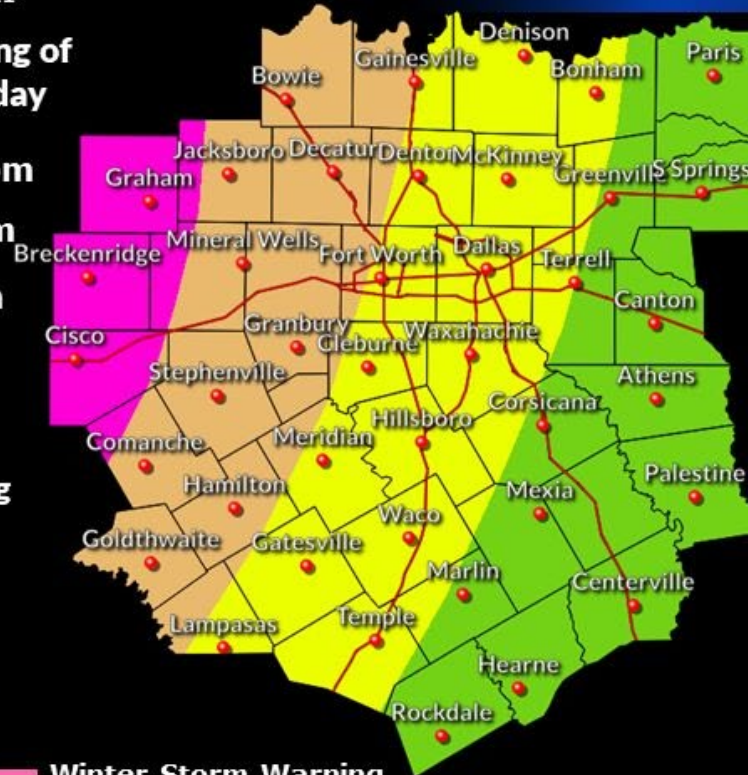 ng of
day
m
Denison
Gainesville
Paris
Bowie
Bonham
Jacksboro
Decatur
Denton
McKinney
Graham
Greenville
S Springs
Mineral Wells
Breckenridge
Fort Worth
Dallas
Terrell
Canton
Cisco
Granbury
Cleburne
Waxahachie
Stephenville
Athens
Corsicana
Hillsboro
Comanche
Meridian
Palestine
Hamilton
Mexia
Waco
Goldthwaite
Gatesville
Marlin
Centerville
Lampasas
Temple
Hearne
Rockdale
Winter Storm Warning